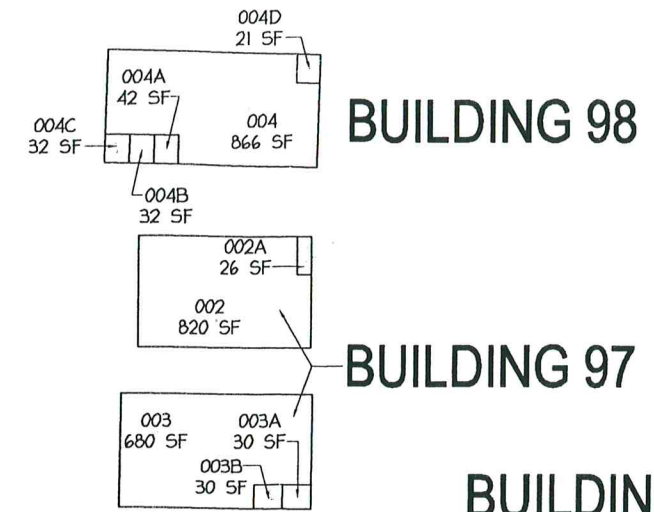 004D
21 SF
004A
42 SF
004C
32 SF
004
866 SF
BUILDING 98
004B
32 SF
002A
26 SF
002
820 SF
BUILDING 97
003
680 SF
003A
30 SF
003B
30 SF
BUILDIN